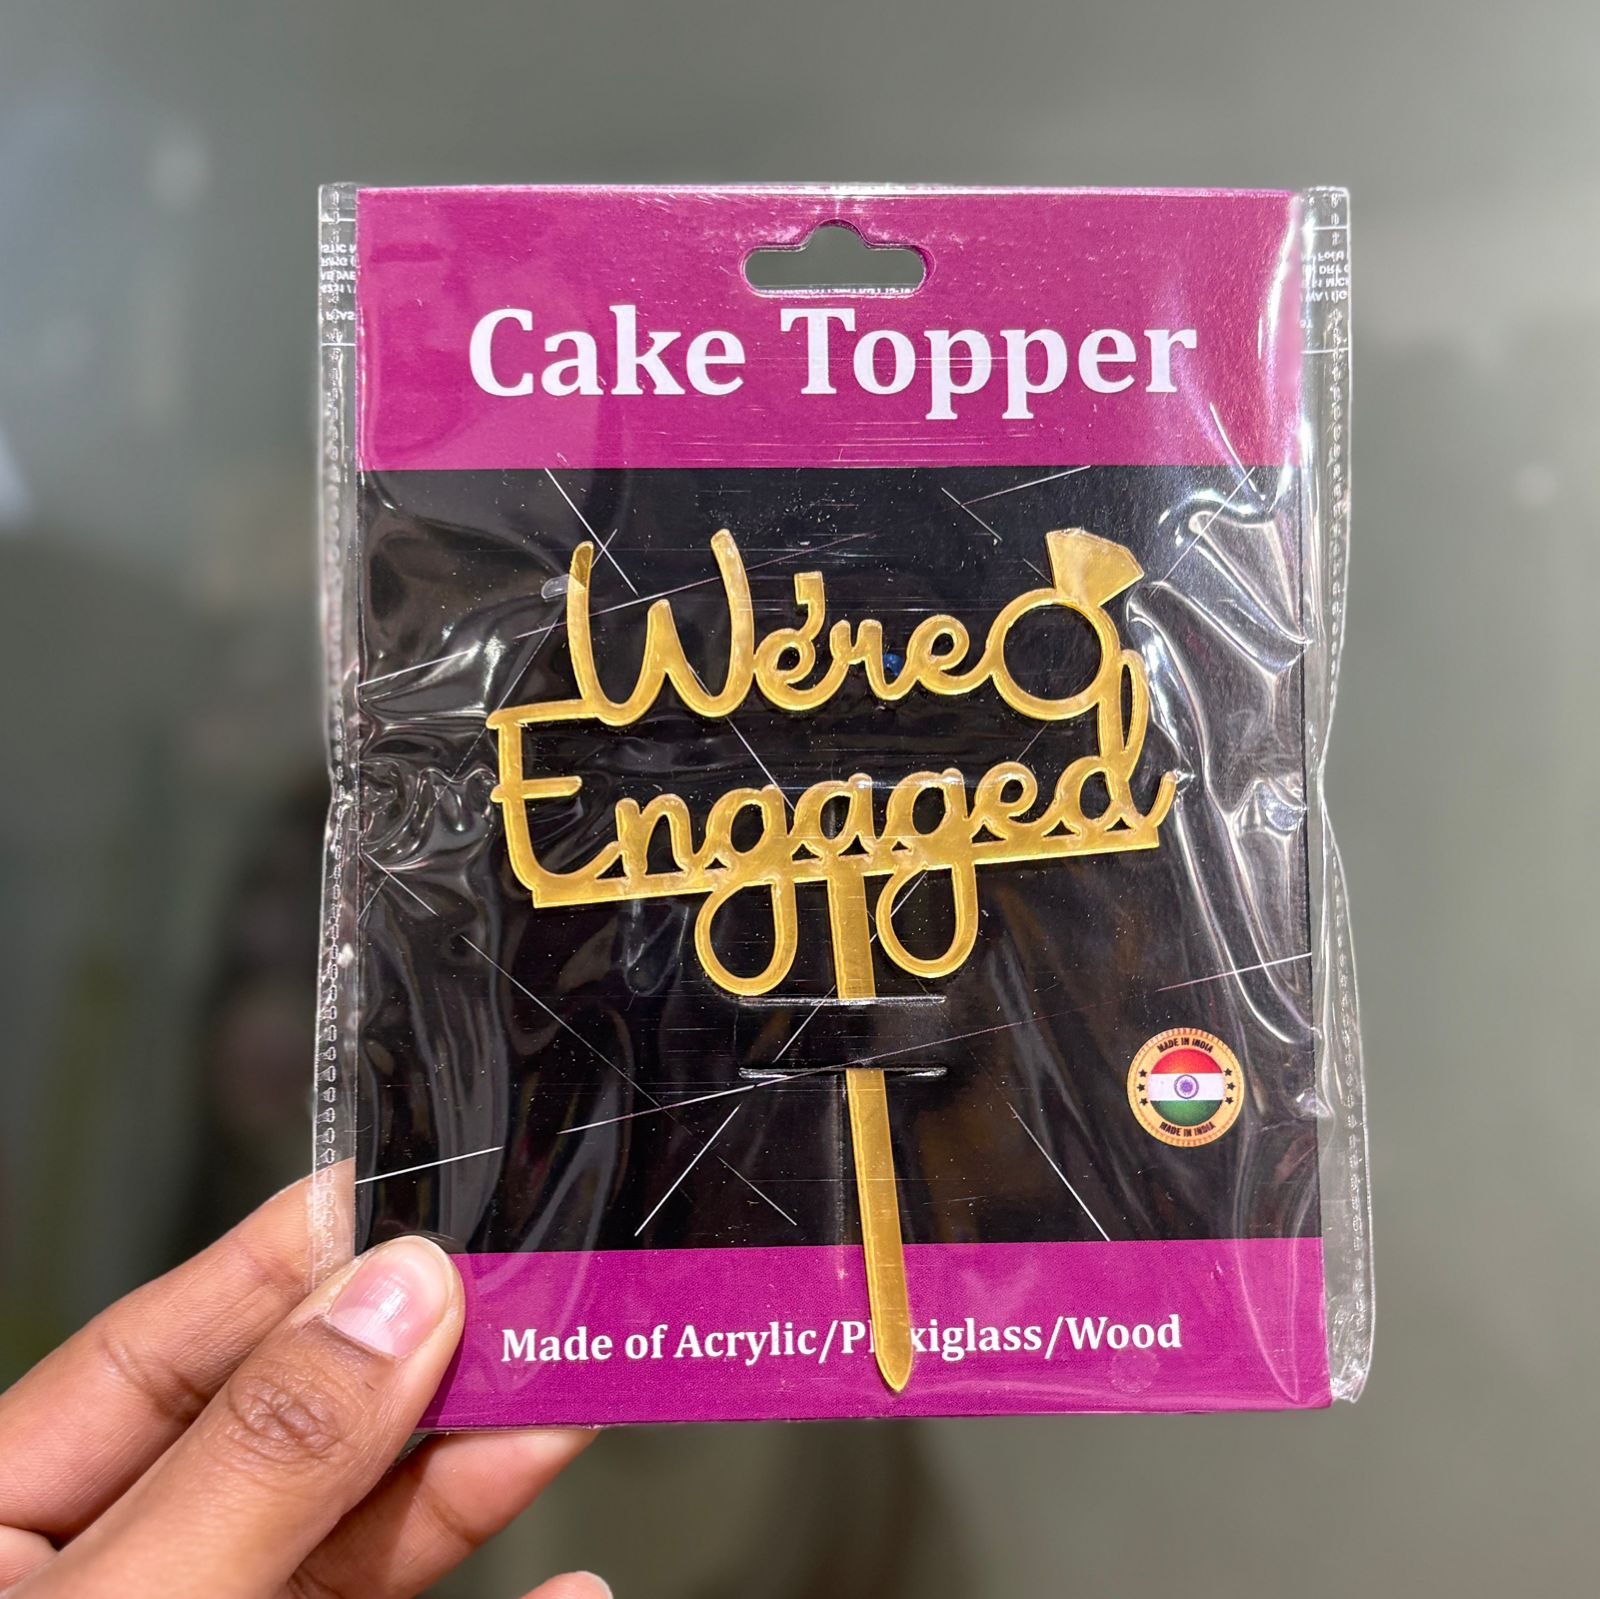 Cake Topper
We're
Engaged
MADE IN INDIA
MADE IN INDIA
Made of Acrylic/Plexiglass/Wood